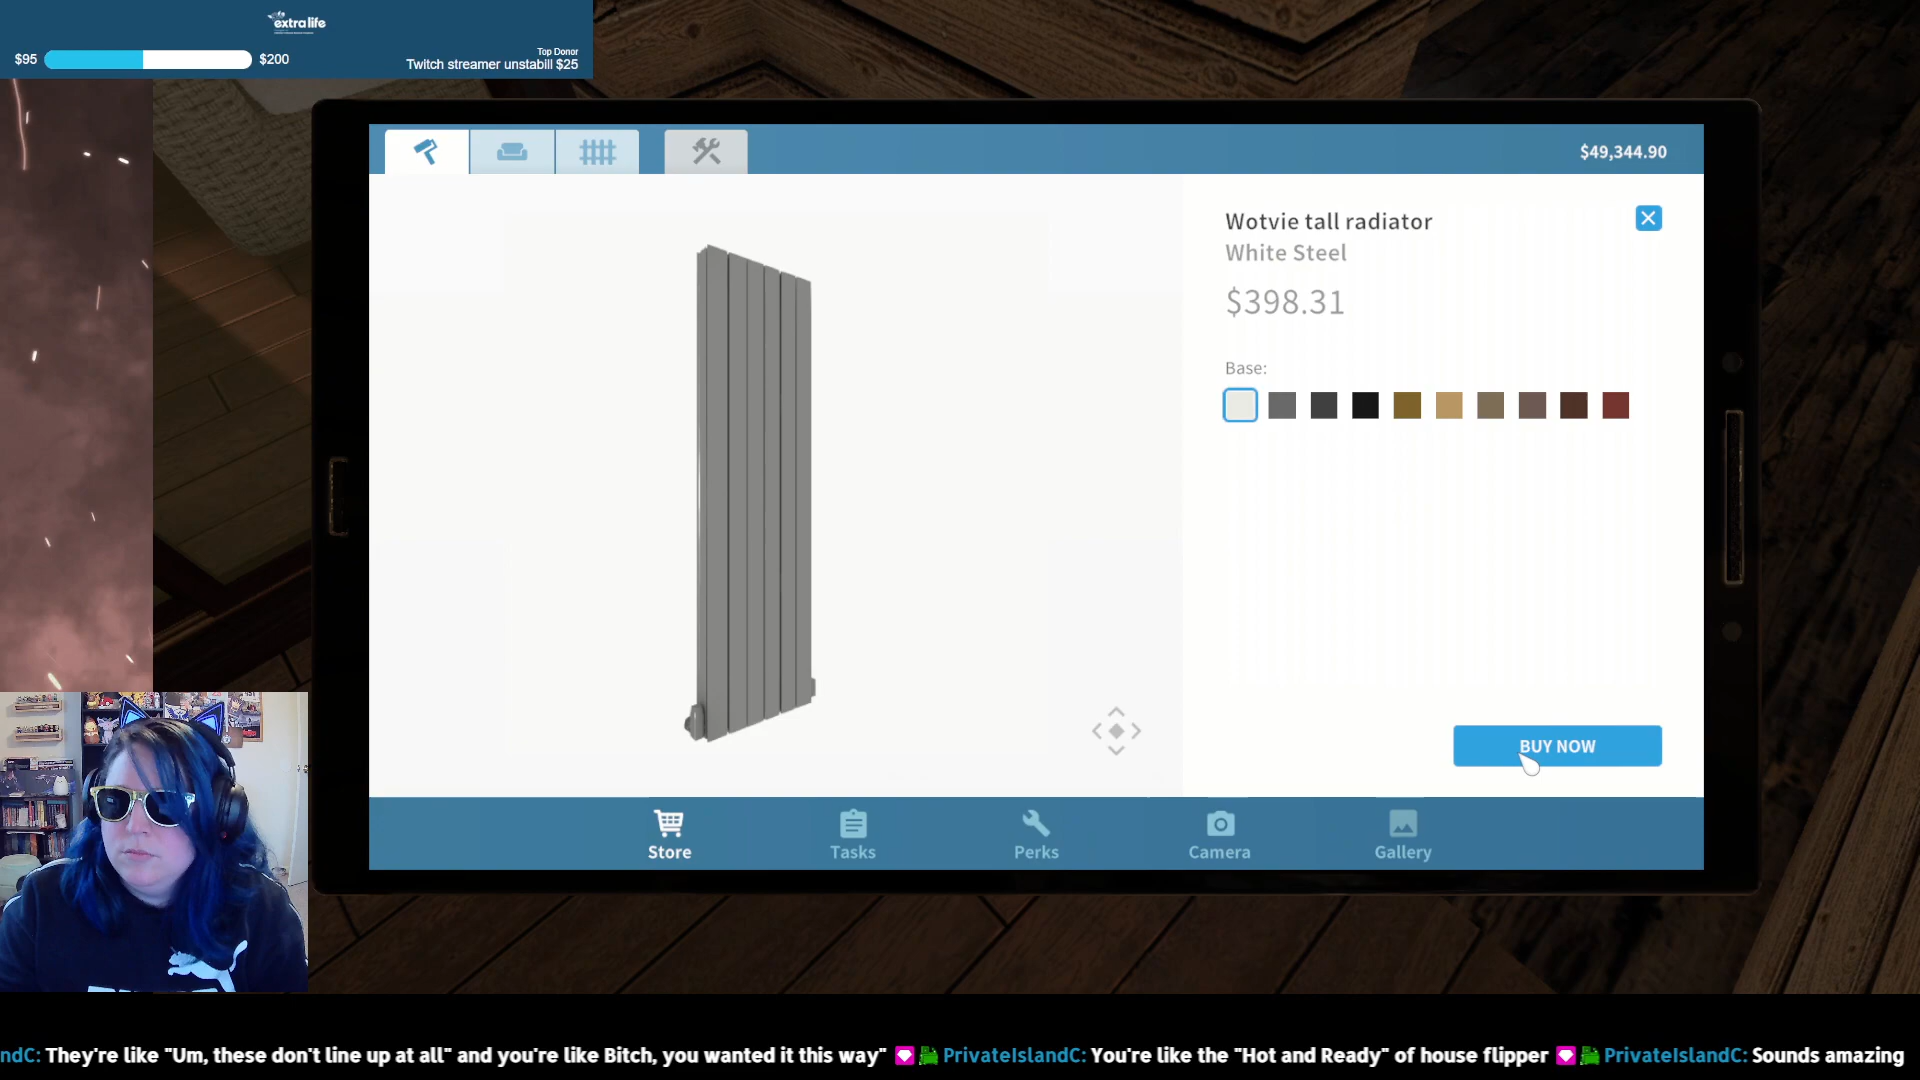 extralife
$95
$200
Top Donor
Twitch streamer unstabill $25
$49,344.90
Wotvie tall radiator
White Steel
$398.31
Base:
BUY NOW
Store
Tasks
Perks
Camera
Gallery
ndC: They're like "Um, these don't line up at all" and you're like Bitch, you wanted it this way" PrivateIslandC: You're like the "Hot and Ready" of house flipper PrivateIslandC: Sounds amazing